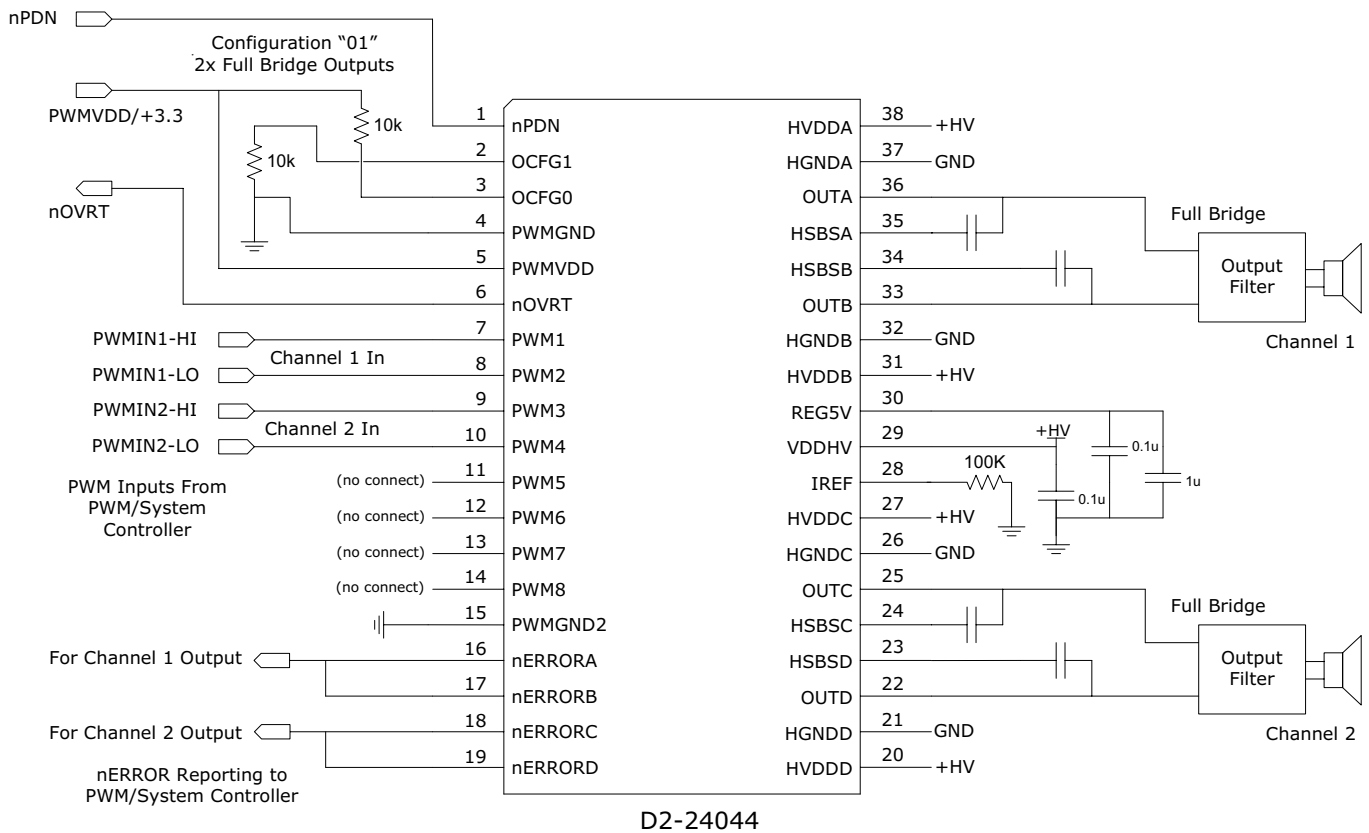 nPDN
Configuration “01”
2x Full Bridge Outputs
PWMVDD/+3.3
10k
10k
nOVRT
1
nPDN
2
OCFG1
3
OCFG0
4
PWMGND
5
PWMVDD
6
nOVRT
7
PWM1
8
PWM2
9
PWM3
10
PWM4
11
PWM5
12
PWM6
13
PWM7
14
PWM8
15
PWMGND2
16
nERRORA
17
nERRORB
18
nERRORC
19
nERRORD
PWMIN1-HI
Channel 1 In
PWMIN1-LO
PWMIN2-HI
Channel 2 In
PWMIN2-LO
PWM Inputs From
PWM/System
Controller
(no connect)
(no connect)
(no connect)
(no connect)
For Channel 1 Output
For Channel 2 Output
nERROR Reporting to
PWM/System Controller
HVDDA
38
+HV
HGNDA
37
GND
OUTA
36
HSBSA
35
HSBSB
34
OUTB
33
HGNDB
32
GND
HVDDB
31
+HV
REG5V
30
VDDHV
29
+HV
IREF
28
100K
0.1u
0.1u
1u
HVDDC
27
+HV
HGNDC
26
GND
OUTC
25
HSBSC
24
HSBSD
23
OUTD
22
HGNDD
21
GND
HVDDD
20
+HV
Full Bridge
Output
Filter
Channel 1
Full Bridge
Output
Filter
Channel 2
D2-24044